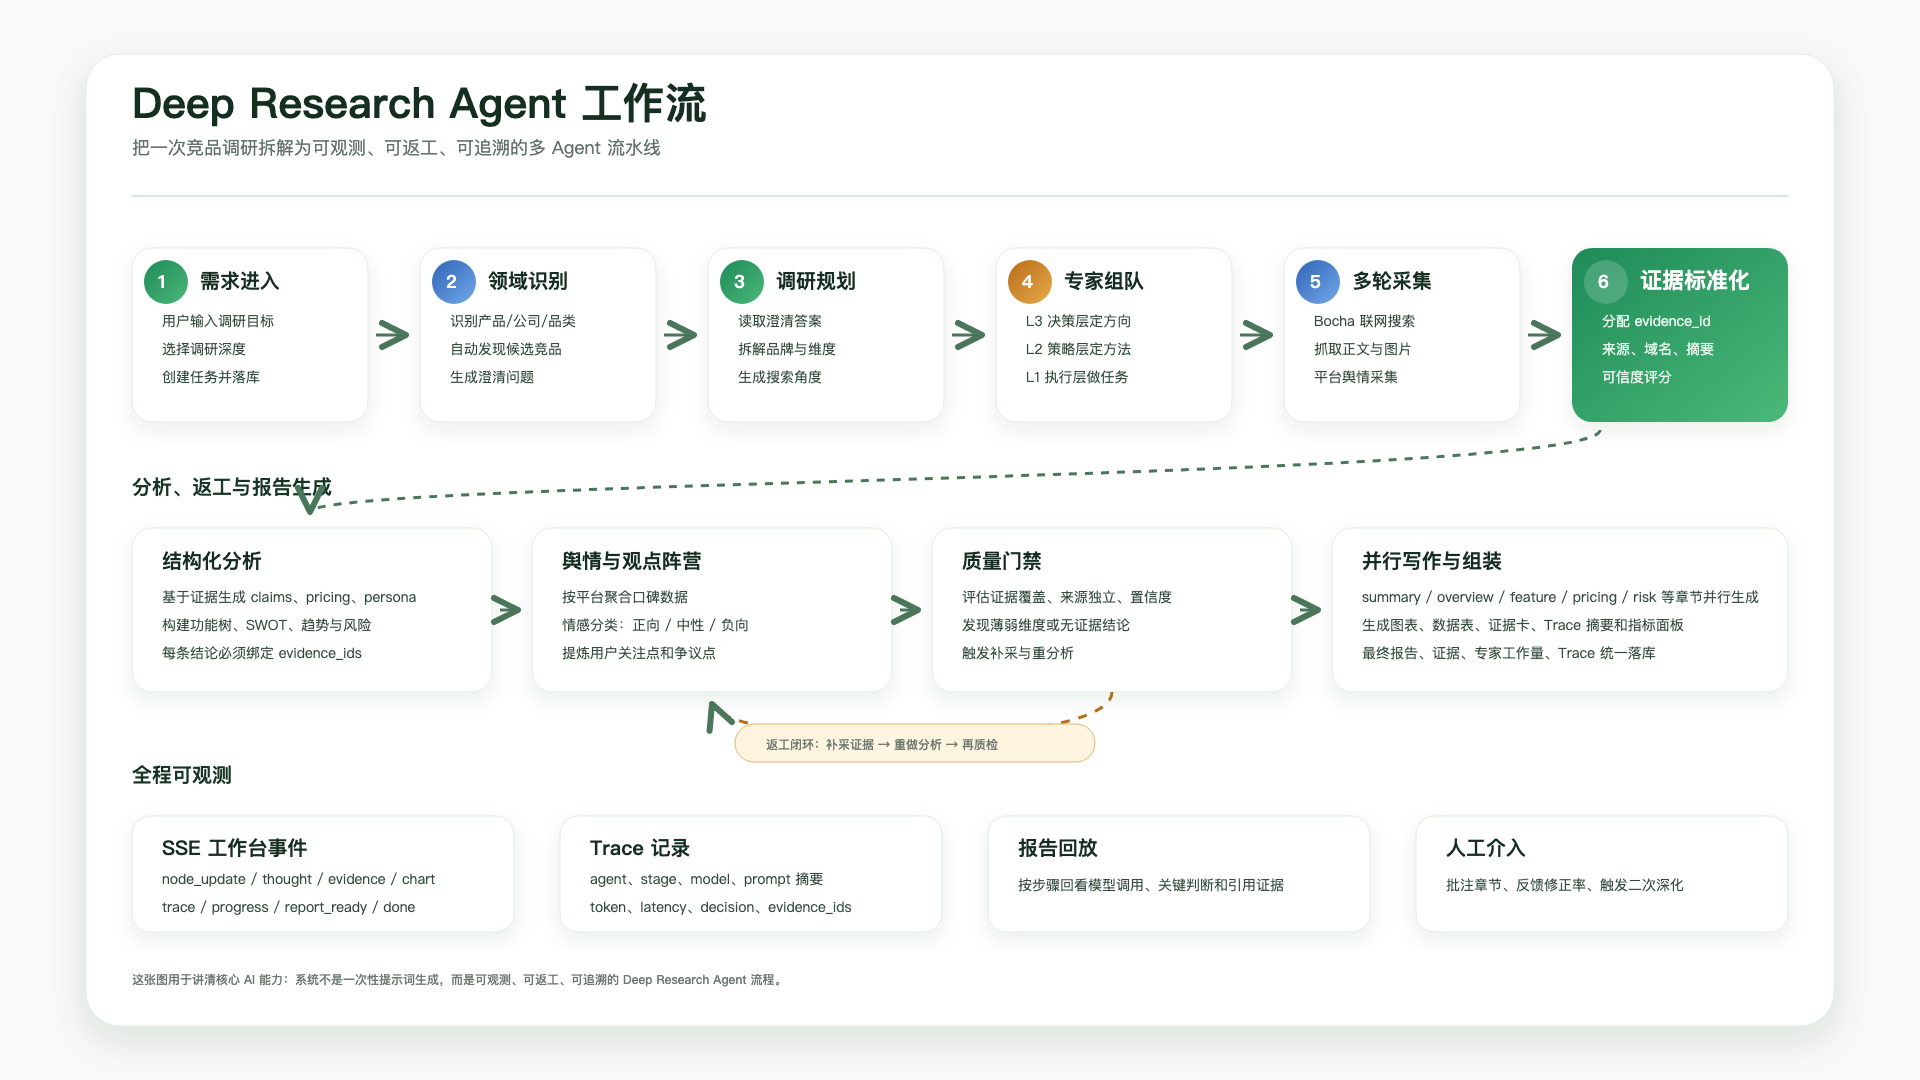 Deep Research Agent 工作流
把一次竞品调研拆解为可观测、可返工、可追溯的多 Agent 流水线
1 需求进入
用户输入调研目标
选择调研深度
创建任务并落库
2 领域识别
识别产品/公司/品类
自动发现候选竞品
生成澄清问题
3 调研规划
读取澄清答案
拆解品牌与维度
生成搜索角度
4 专家组队
L3 决策层定方向
L2 策略层定方法
L1 执行层做任务
5 多轮采集
Bocha 联网搜索
抓取正文与图片
平台舆情采集
6 证据标准化
分配 evidence_id
来源、域名、摘要
可信度评分
分析、返工与报告生成
结构化分析
基于证据生成 claims、pricing、persona
构建功能树、SWOT、趋势与风险
每条结论必须绑定 evidence_ids
舆情与观点阵营
按平台聚合口碑数据
情感分类：正向 / 中性 / 负向
提炼用户关注点和争议点
质量门禁
评估证据覆盖、来源独立、置信度
发现薄弱维度或无证据结论
触发补采与重分析
并行写作与组装
summary / overview / feature / pricing / risk 等章节并行生成
生成图表、数据表、证据卡、Trace 摘要和指标面板
最终报告、证据、专家工作量、Trace 统一落库
返工闭环：补采证据 → 重做分析 → 再质检
全程可观测
SSE 工作台事件
node_update / thought / evidence / chart
trace / progress / report_ready / done
Trace 记录
agent、stage、model、prompt 摘要
token、latency、decision、evidence_ids
报告回放
按步骤回看模型调用、关键判断和引用证据
人工介入
批注章节、反馈修正率、触发二次深化
这张图用于讲清核心 AI 能力：系统不是一次性提示词生成，而是可观测、可返工、可追溯的 Deep Research Agent 流程。